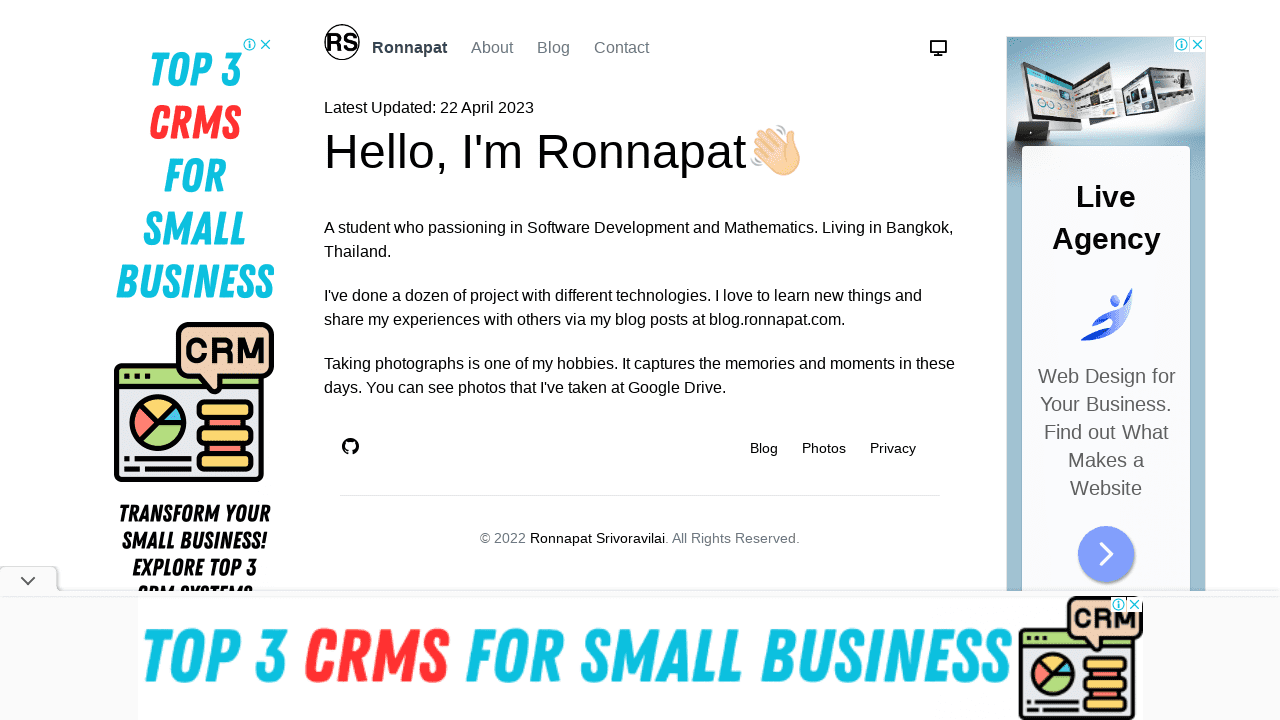 TOP 3
CRMS
FOR
SMALL
BUSINESS
CRM
TRANSFORM YOUR
SMALL BUSINESS!
EXPLORE TOP 3
CRM SYSTEMS
RS Ronnapat About Blog Contact
Latest Updated: 22 April 2023
Hello, I'm Ronnapat
A student who passioning in Software Development and Mathematics. Living in Bangkok,
Thailand.
I've done a dozen of project with different technologies. I love to learn new things and
share my experiences with others via my blog posts at blog.ronnapat.com.
Taking photographs is one of my hobbies. It captures the memories and moments in these
days. You can see photos that I've taken at Google Drive.
Blog Photos Privacy
© 2022 Ronnapat Srivoravilai. All Rights Reserved.
Live
Agency
Web Design for
Your Business.
Find out What
Makes a
Website
TOP 3 CRMS FOR SMALL BUSINESS
CRM